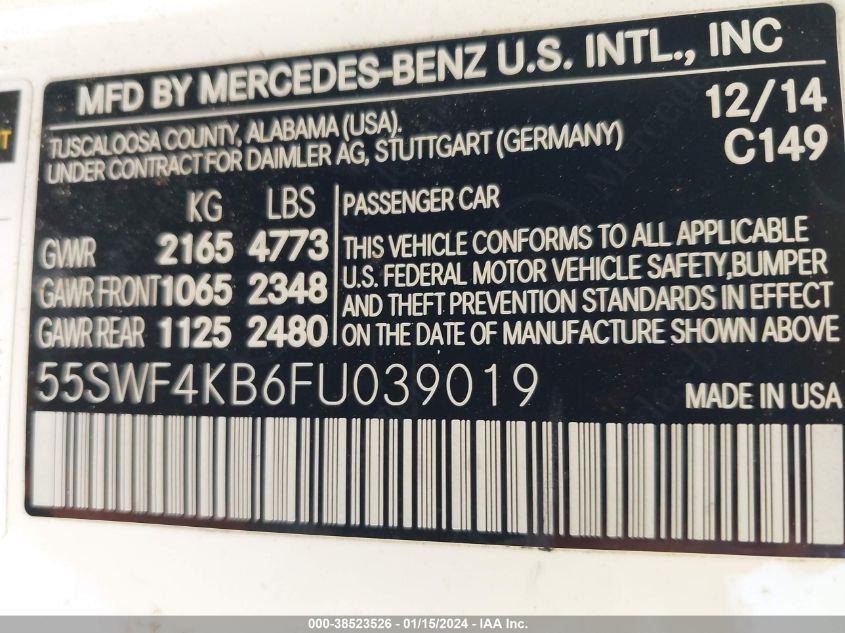 MFD BY MERCEDES-BENZ U.S. INTL., INC
TUSCALOOSA COUNTY, ALABAMA (USA).
UNDER CONTRACT FOR DAIMLER AG, STUTTGART (GERMANY)
12/14
C149
KG LBS
GVWR 2165 4773
GAWR FRONT 1065 2348
GAWR REAR 1125 2480
PASSENGER CAR
THIS VEHICLE CONFORMS TO ALL APPLICABLE
U.S. FEDERAL MOTOR VEHICLE SAFETY,BUMPER
AND THEFT PREVENTION STANDARDS IN EFFECT
ON THE DATE OF MANUFACTURE SHOWN ABOVE
55SWF4KB6FU039019
MADE IN USA
000-38523526 - 01/15/2024 - IAA Inc.